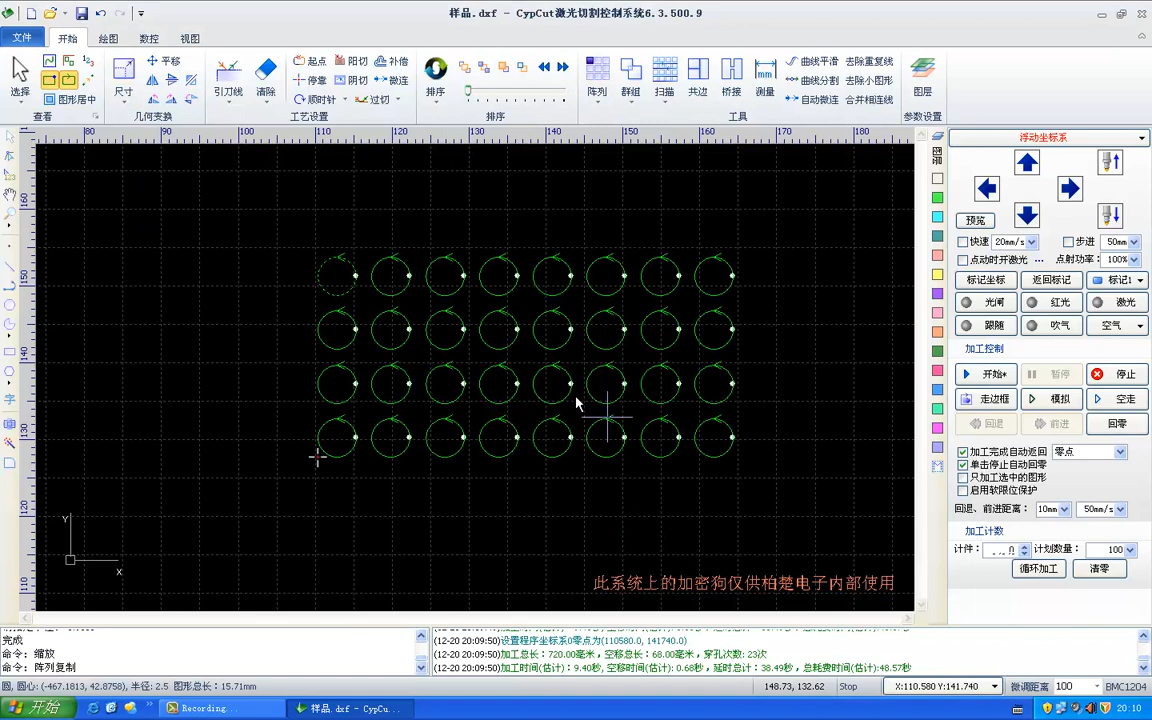 样品.dxf - CypCut激光切割控制系统6.3.500.9
文件 开始 绘图 数控 视图
选择 图形居中 尺寸 平移 引刀线 清除 起点 阳切 补偿 停靠 阴切 微连 顺时针 过切 排序 阵列 群组 扫描 共边 桥接 测量 曲线平滑 去除重复线 曲线分割 去除小图形 自动微连 合并相连线 图层
查看 几何变换 工艺设置 排序 工具 参数设置
80 90 100 110 120 130 140 150 160 170 180
160
150
140
130
120
110
Y
X
此系统上的加密狗仅供柏楚电子内部使用
图层
浮动坐标系
预览
快速 20mm/s 步进 50mm
点动时开激光 ... 点射功率: 100%
标记坐标 返回标记 标记1
光闸 红光 激光
跟随 吹气 空气
加工控制
开始* 暂停 停止
走边框 模拟 空走
回退 前进 回零
加工完成自动返回 零点
单击停止自动回零
只加工选中的图形
启用软限位保护
回退、前进距离: 10mm 50mm/s
加工计数
计件: 计划数量: 100
循环加工 清零
完成
命令: 缩放
命令: 阵列复制
(12-20 20:09:50)设置程序坐标系0零点为(110580.0, 141740.0)
(12-20 20:09:50)加工总长: 720.00毫米, 空移总长: 68.00毫米, 穿孔次数: 23次
(12-20 20:09:50)加工时间(估计): 9.40秒, 空移时间(估计): 0.68秒, 延时总计: 38.49秒, 总耗费时间(估计):48.57秒
圆, 圆心: (-467.1813, 42.8758), 半径: 2.5 图形总长: 15.71mm 148.73, 132.62 Stop X:110.580 Y:141.740 微调距离 100 BMC1204
开始 Recording... 样品.dxf - CypCu... 20:10